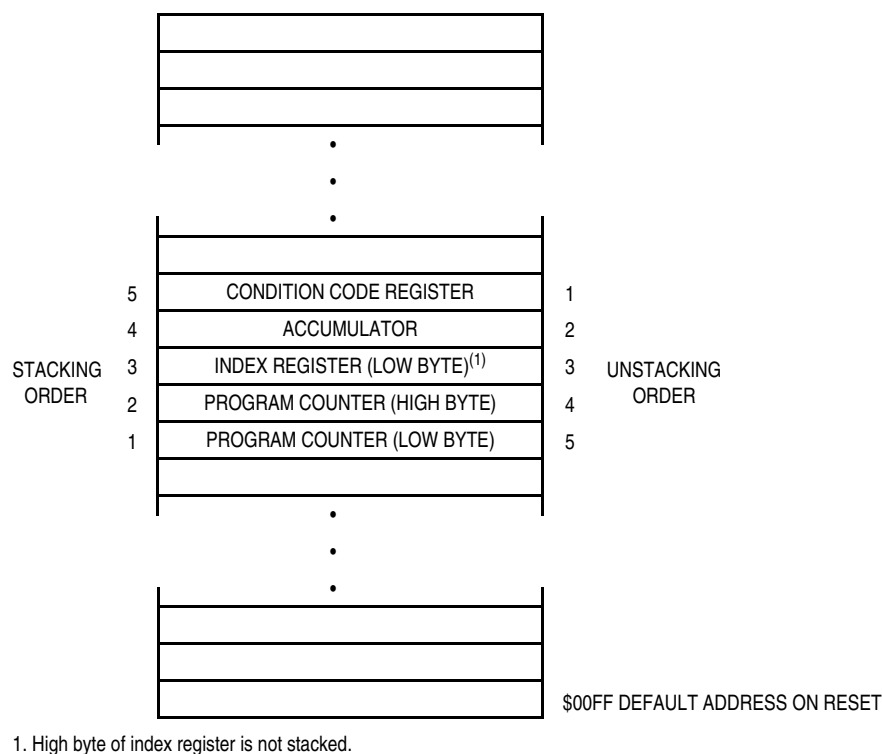 5 CONDITION CODE REGISTER 1
4 ACCUMULATOR 2
STACKING ORDER
3 INDEX REGISTER (LOW BYTE)(1) 3
UNSTACKING ORDER
2 PROGRAM COUNTER (HIGH BYTE) 4
1 PROGRAM COUNTER (LOW BYTE) 5
$00FF DEFAULT ADDRESS ON RESET
1. High byte of index register is not stacked.